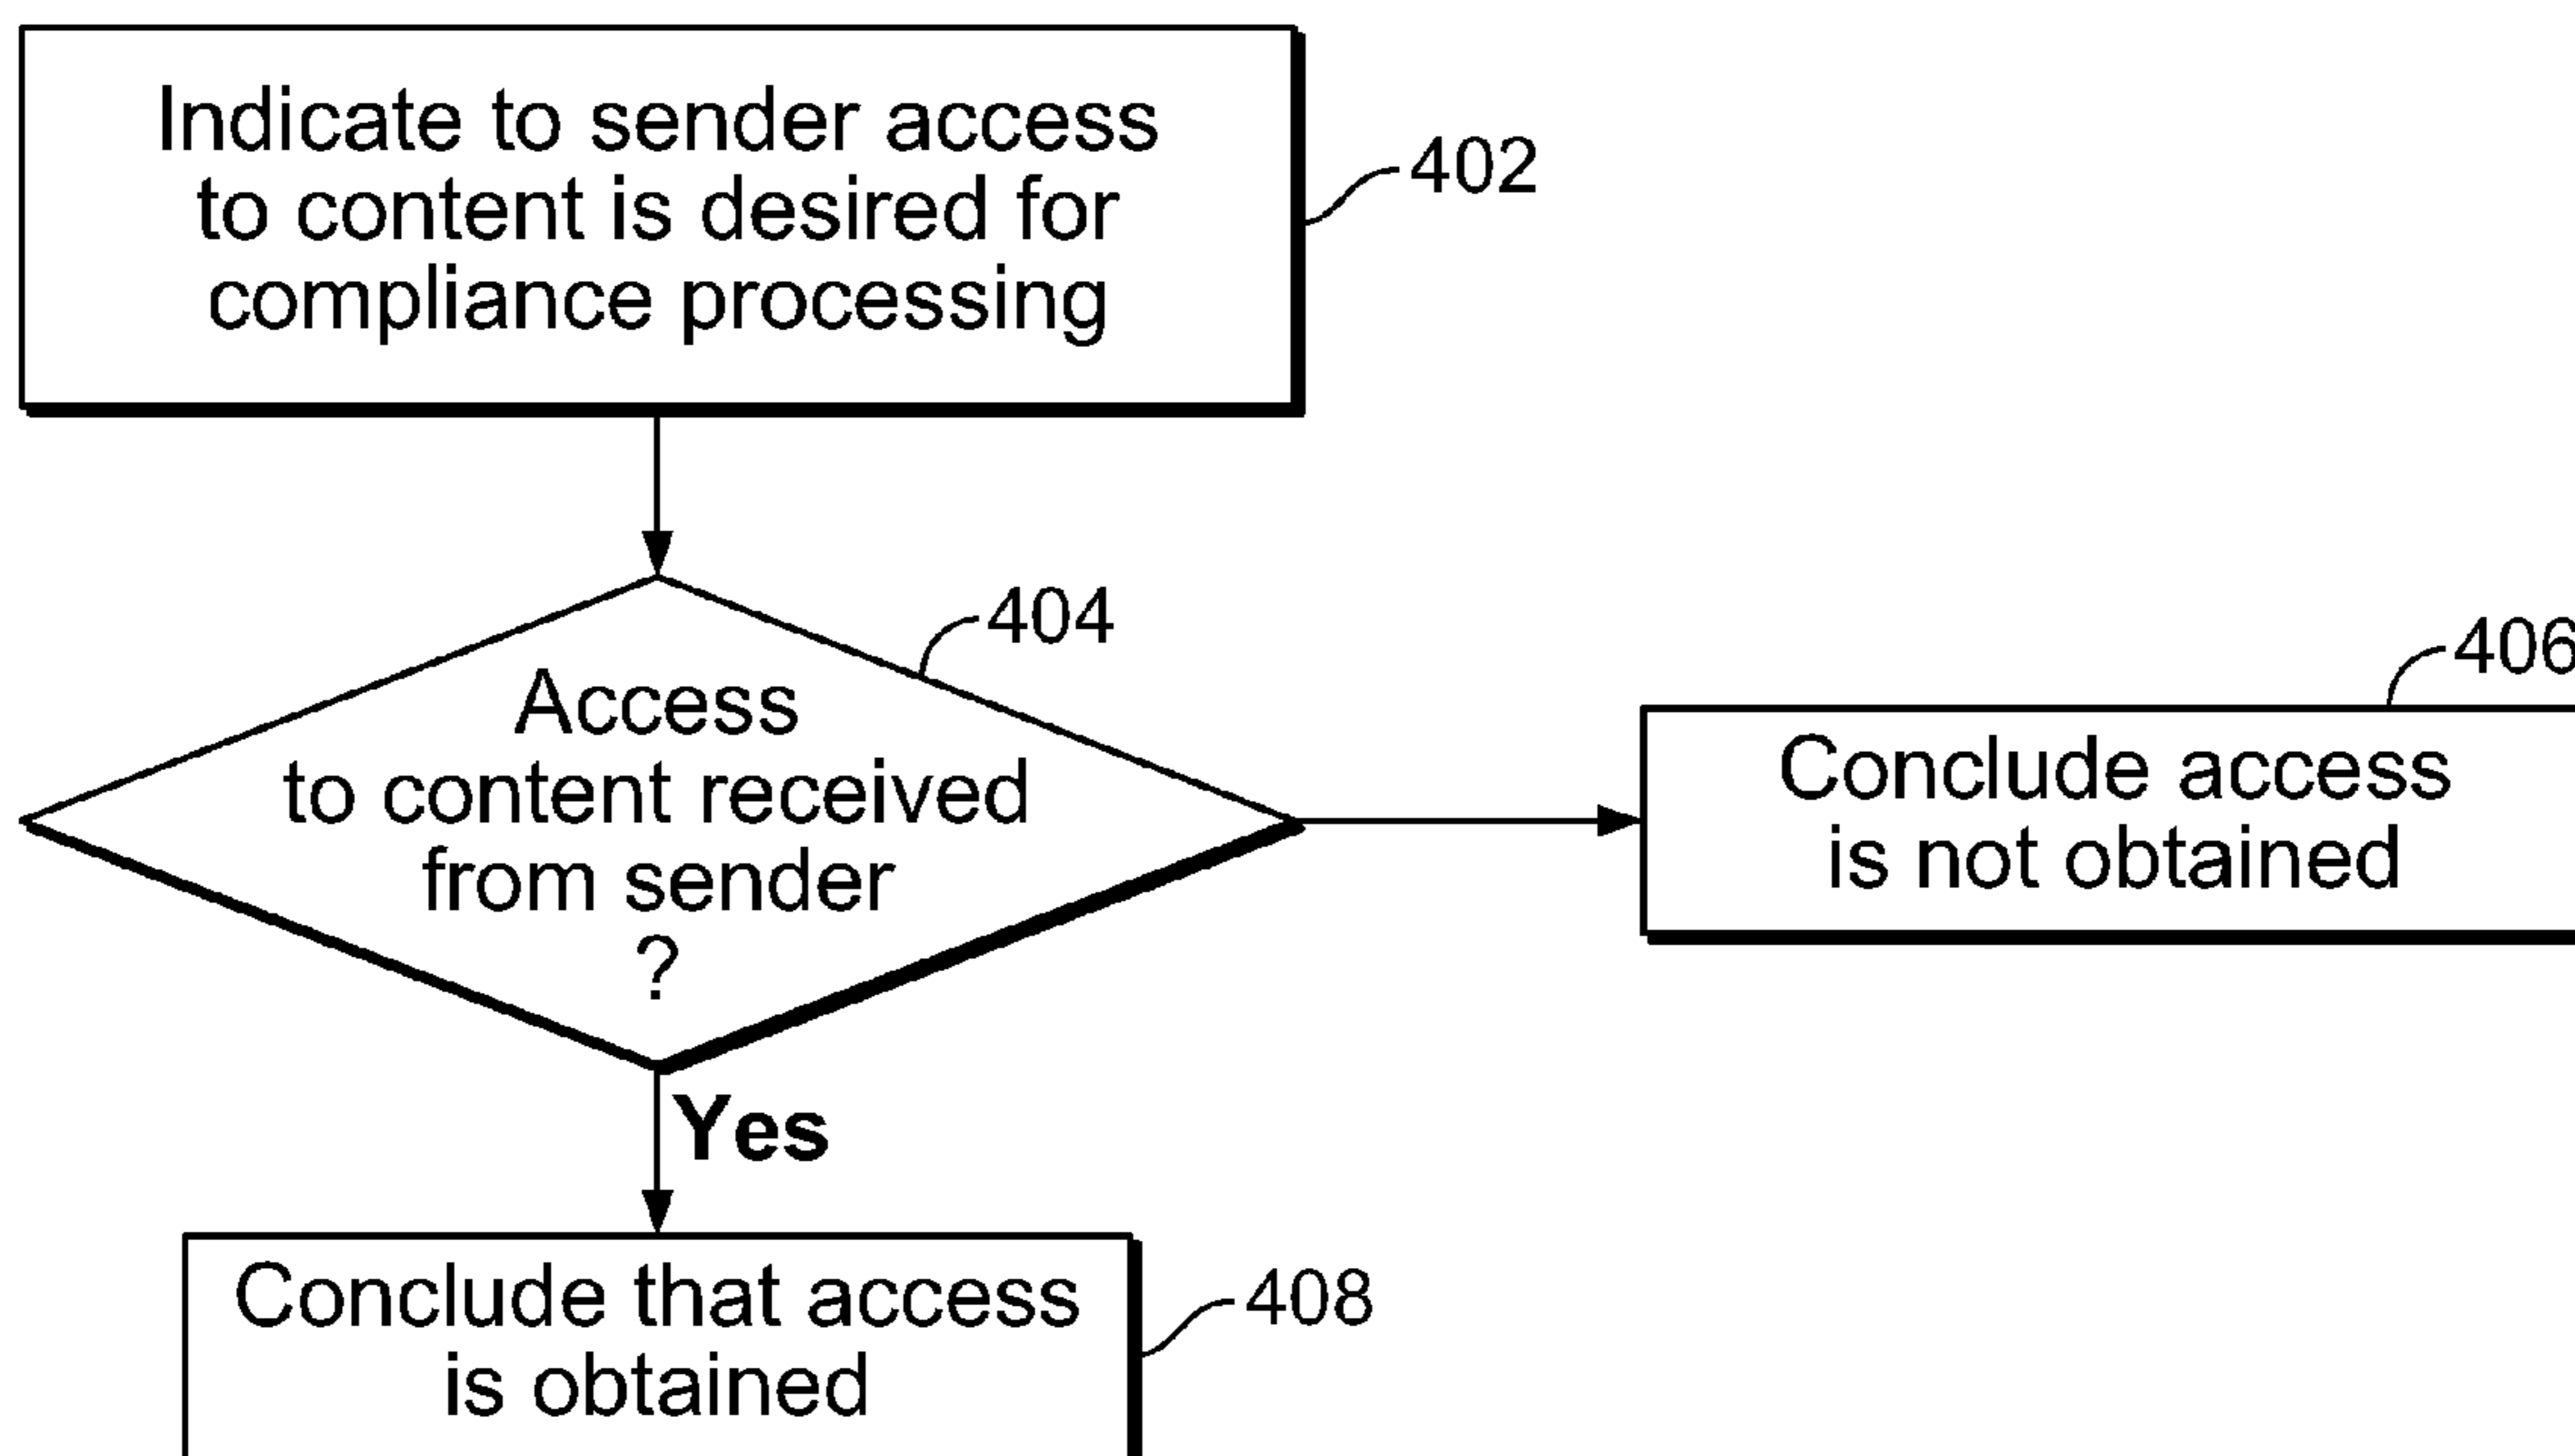 Indicate to sender access
to content is desired for
compliance processing
402
404
Access
to content received
from sender
?
406
Conclude access
is not obtained
Yes
Conclude that access
is obtained
408